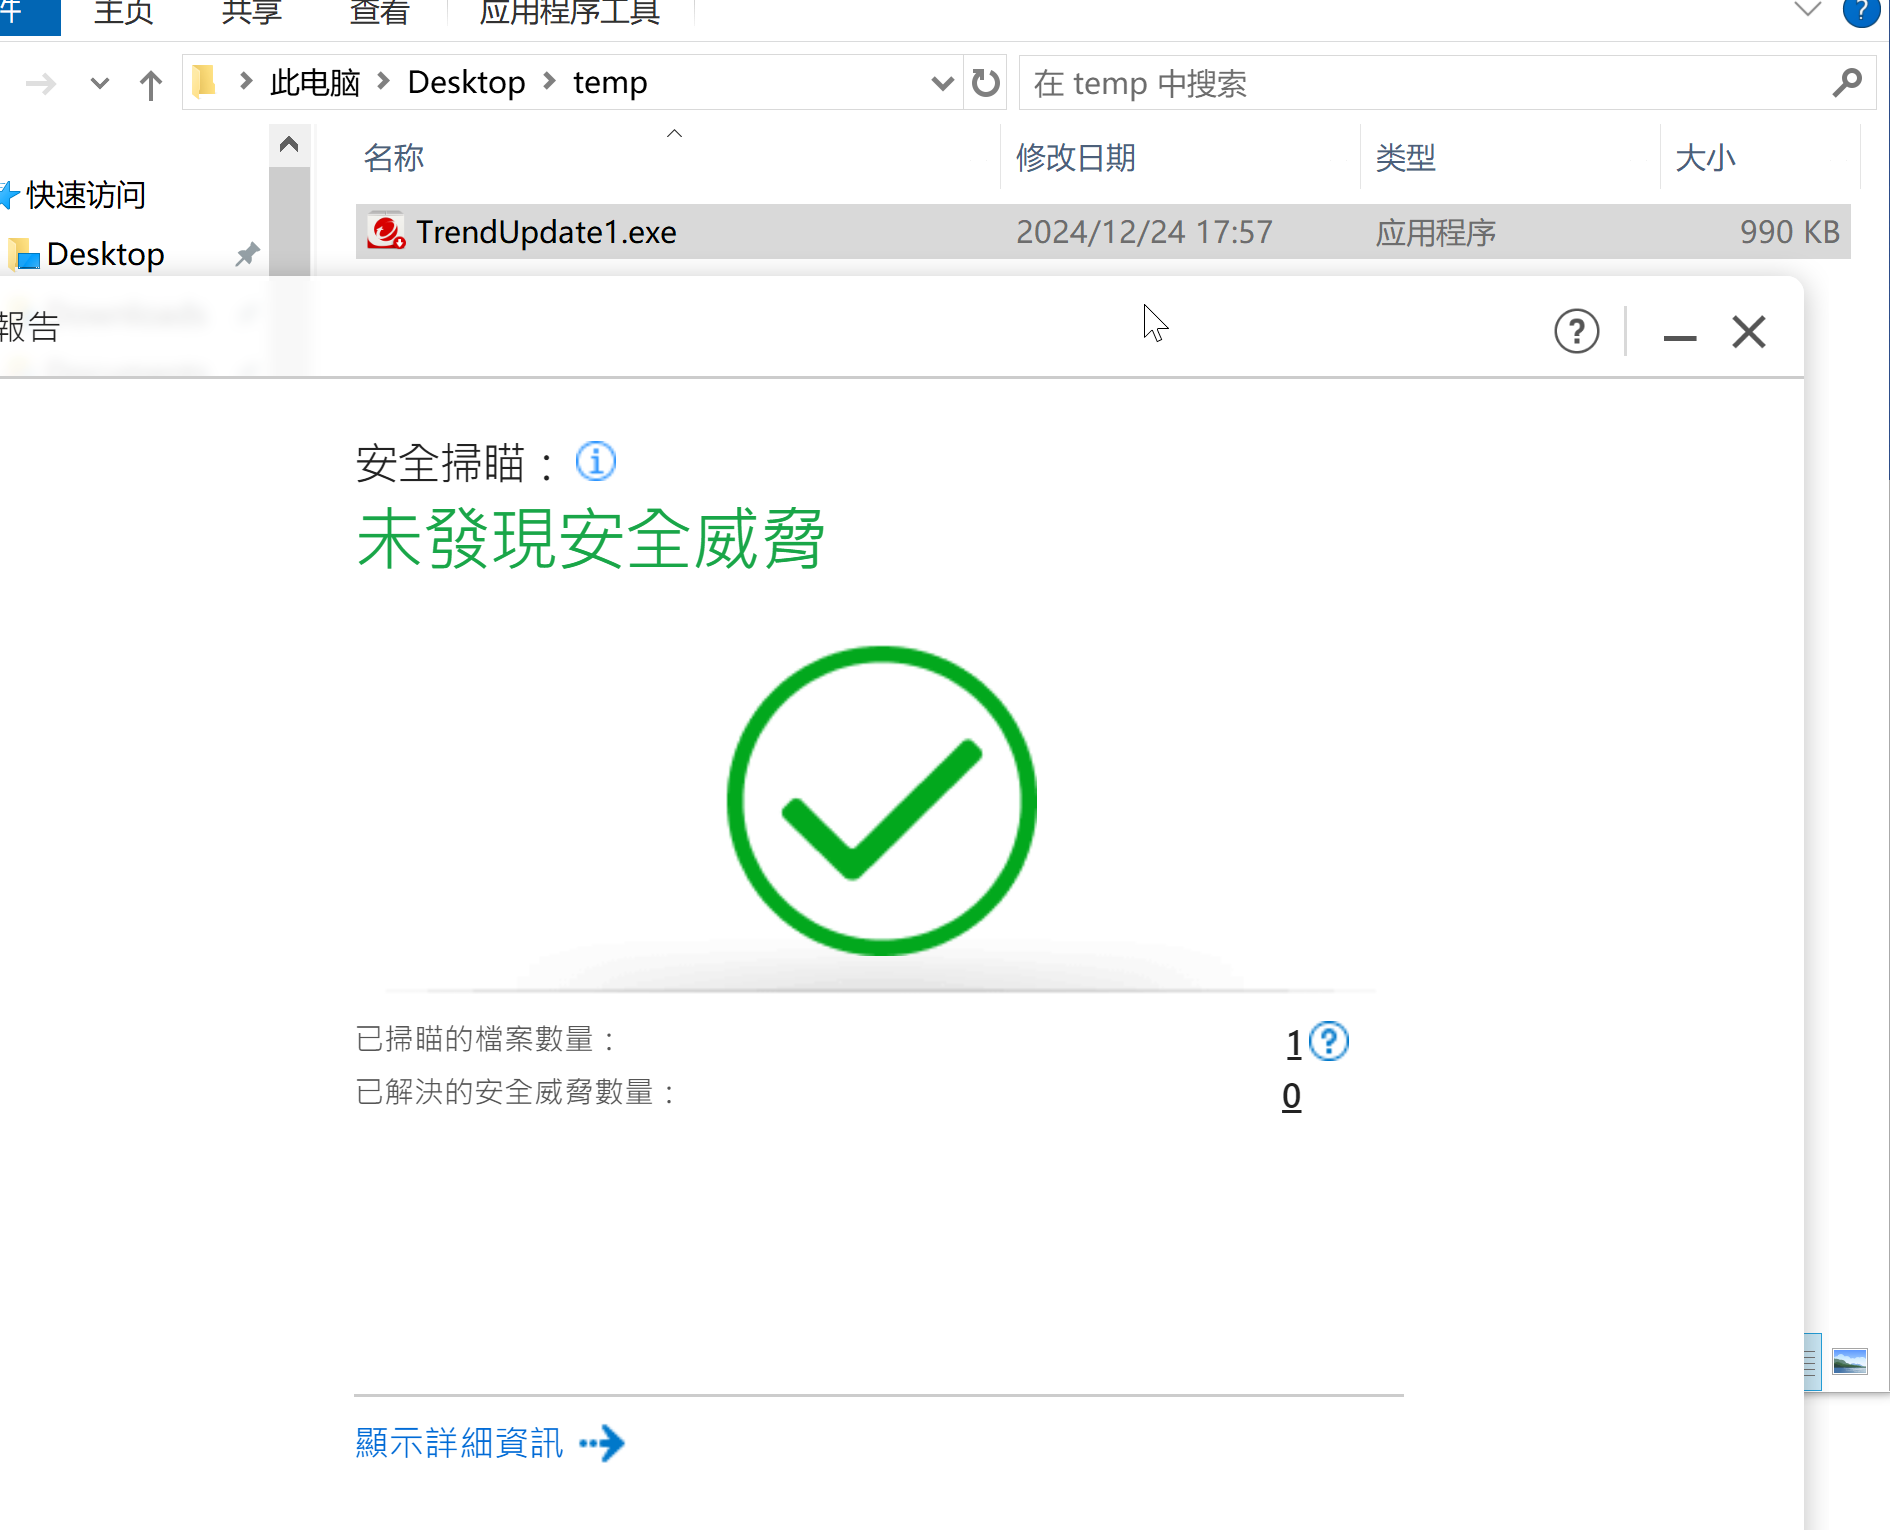 件 主页 共享 查看 应用程序工具 ?
此电脑 Desktop temp
在 temp 中搜索
名称 修改日期 类型 大小
快速访问
TrendUpdate1.exe 2024/12/24 17:57 应用程序 990 KB
Desktop
報告 ?
安全掃瞄： i
未發現安全威脅
已掃瞄的檔案數量： 1 ?
已解決的安全威脅數量： 0
顯示詳細資訊